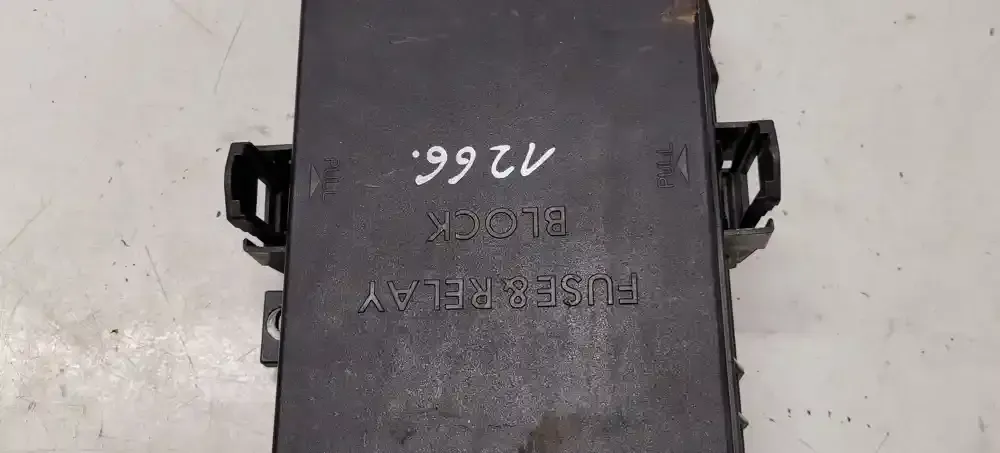 FUSE&RELAY
BLOCK
PULL
1266.
PULL